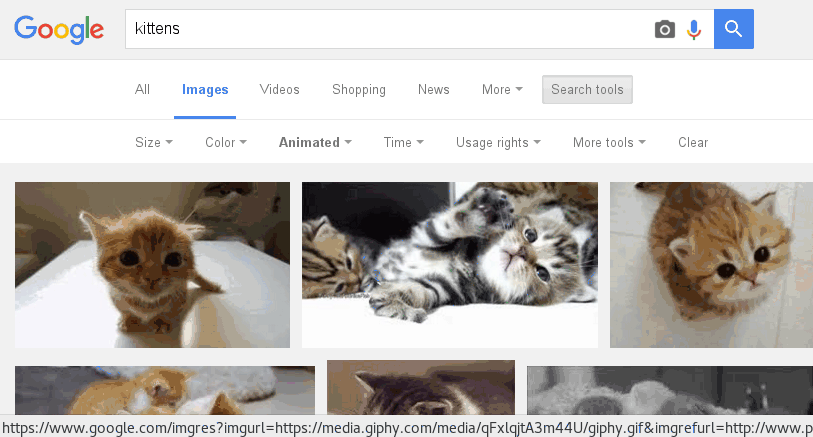 Google kittens
All Images Videos Shopping News More Search tools
Size Color Animated Time Usage rights More tools Clear
https://www.google.com/imgres?imgurl=https://media.giphy.com/media/qFxlqjtA3m44U/giphy.gif&imgrefurl=http://www.p